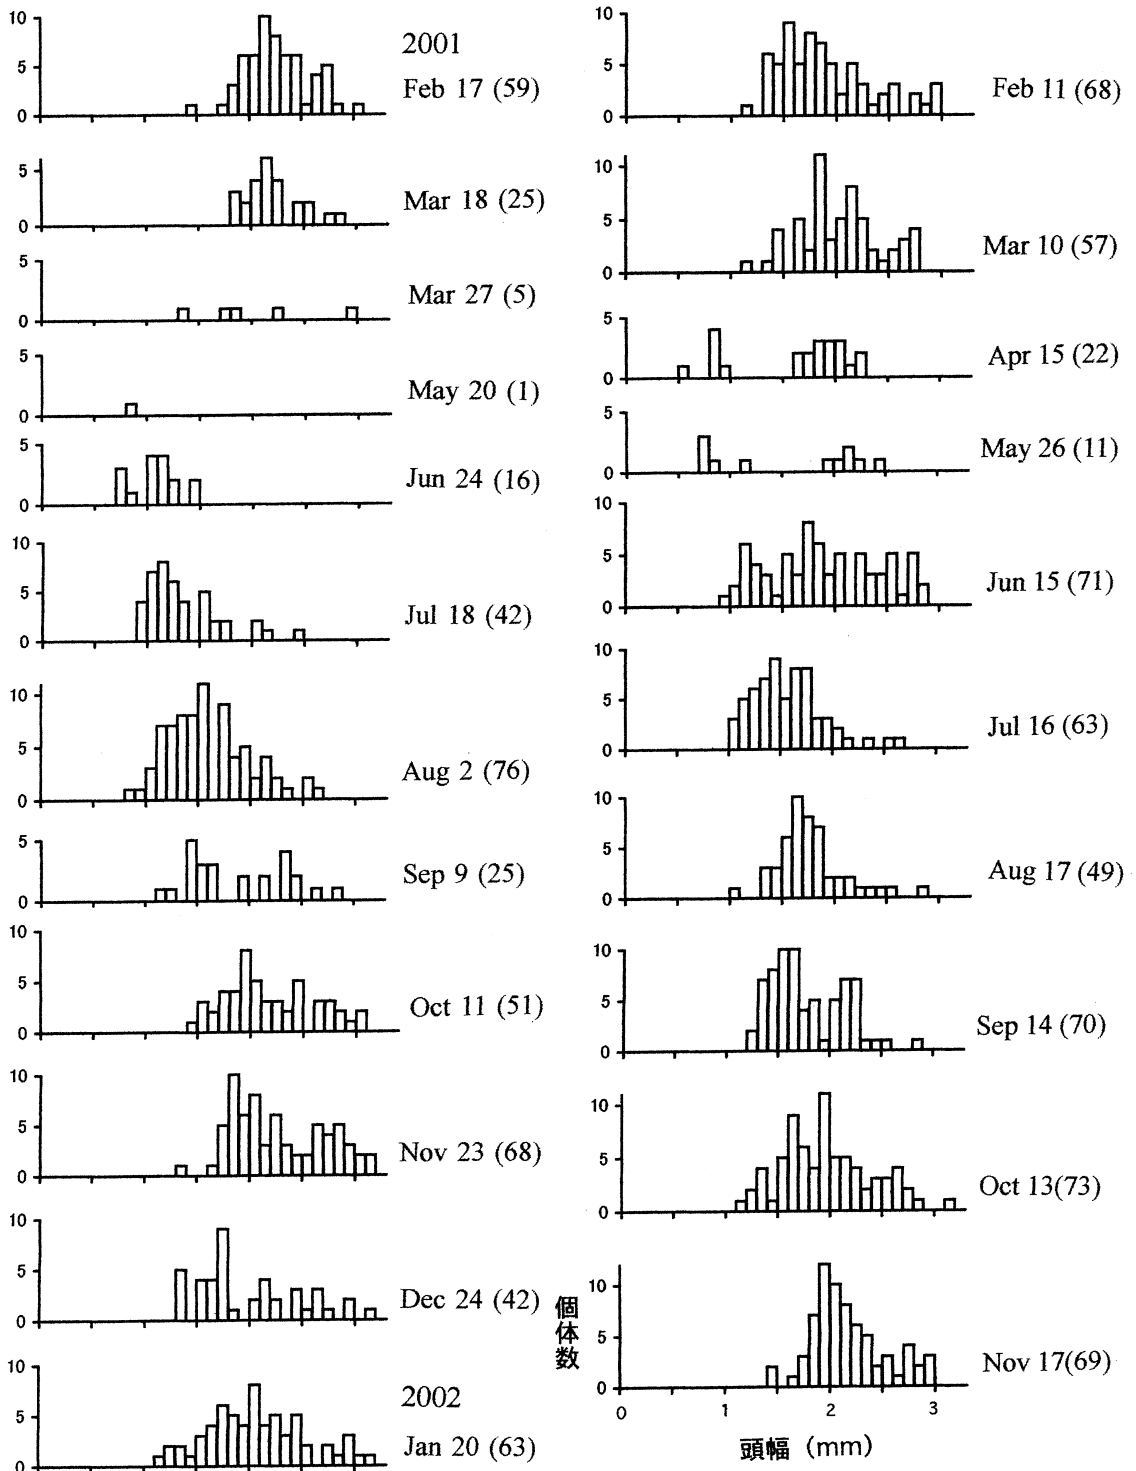 10
5
0
2001
Feb 17 (59)
5
0
Mar 18 (25)
5
0
Mar 27 (5)
5
0
May 20 (1)
5
0
Jun 24 (16)
10
5
0
Jul 18 (42)
10
5
0
Aug 2 (76)
5
0
Sep 9 (25)
10
5
0
Oct 11 (51)
10
5
0
Nov 23 (68)
10
5
0
Dec 24 (42)
10
5
0
2002
Jan 20 (63)
10
5
0
Feb 11 (68)
10
5
0
Mar 10 (57)
5
0
Apr 15 (22)
5
0
May 26 (11)
10
5
0
Jun 15 (71)
10
5
0
Jul 16 (63)
10
5
0
Aug 17 (49)
10
5
0
Sep 14 (70)
10
5
0
Oct 13(73)
個体数
10
5
0
Nov 17(69)
0 1 2 3
頭幅 (mm)